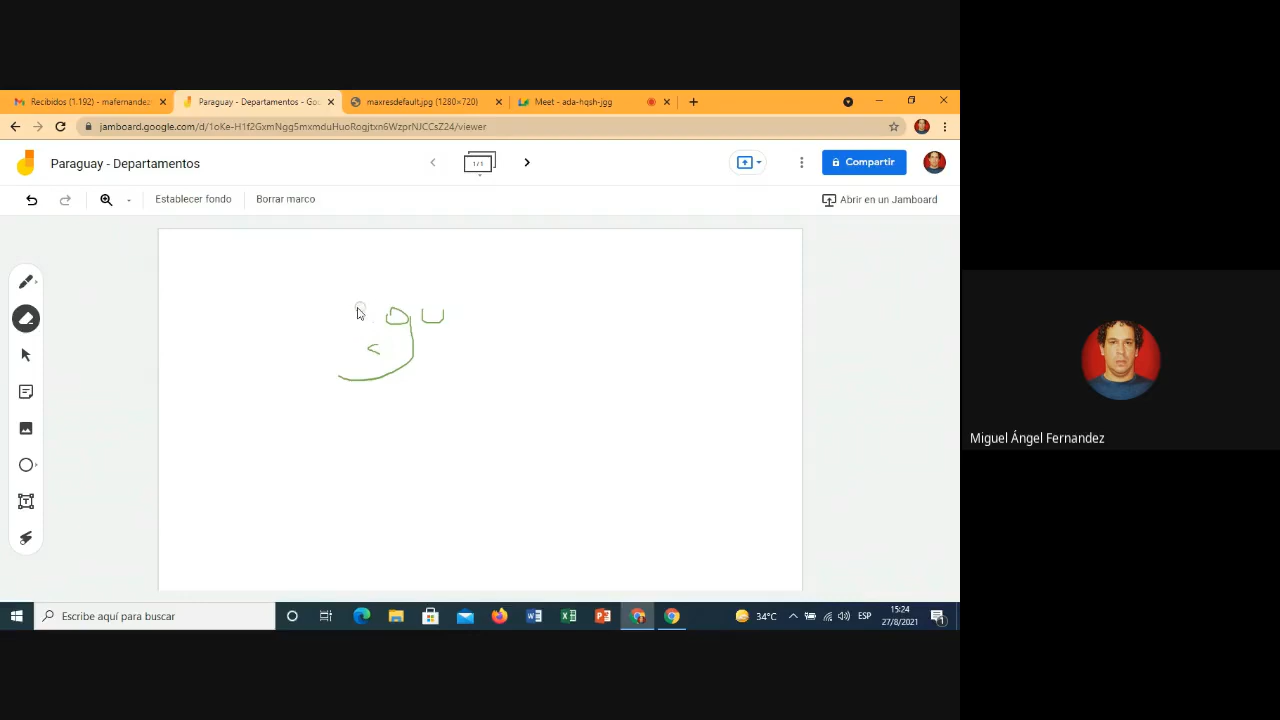 Recibidos (1.192) - mafernandez
Paraguay - Departamentos - Goo
maxresdefault.jpg (1280×720)
Meet - ada-hqsh-jgg
jamboard.google.com/d/1oKe-H1f2GxmNgg5mxmduHuoRogjtxn6WzprNJCCsZ24/viewer
Paraguay - Departamentos
1/1
Compartir
Establecer fondo
Borrar marco
Abrir en un Jamboard
Miguel Ángel Fernandez
Escribe aquí para buscar
34°C
ESP
15:24
27/8/2021
1